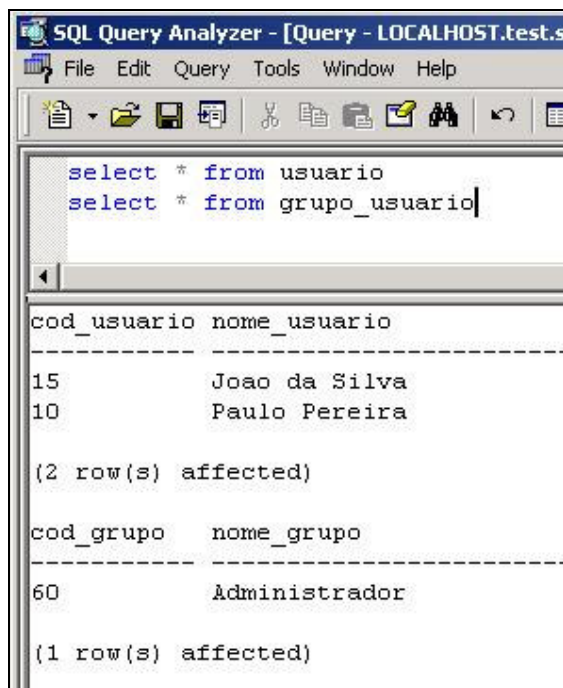 SQL Query Analyzer - [Query - LOCALHOST.test.s
File Edit Query Tools Window Help
select * from usuario
select * from grupo_usuario
cod_usuario nome_usuario
----------- -----------------------
15 Joao da Silva
10 Paulo Pereira
(2 row(s) affected)
cod_grupo nome_grupo
----------- -----------------------
60 Administrador
(1 row(s) affected)